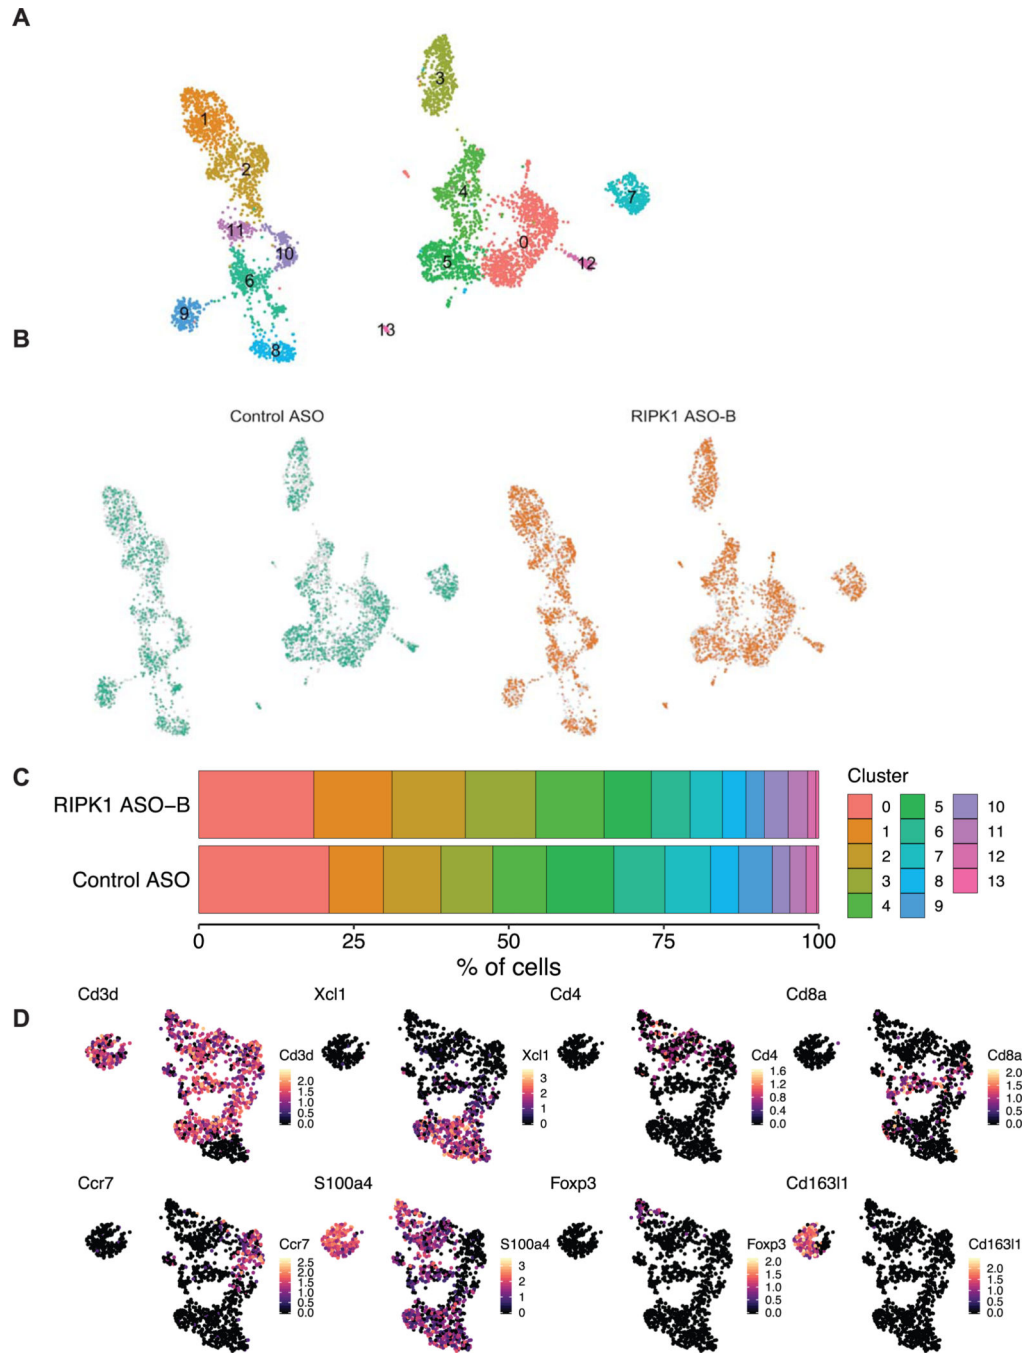 A
3
1
2
7
4
11
10
0
5
12
6
9
13
8
B
Control ASO
RIPK1 ASO-B
C
RIPK1 ASO−B
Control ASO
0
25
50
75
100
% of cells
Cluster
0
5
10
1
6
11
2
7
12
3
8
13
4
9
D
Cd3d
Xcl1
Cd4
Cd8a
Cd3d
2.0
1.5
1.0
0.5
0.0
Xcl1
3
2
1
0
Cd4
1.6
1.2
0.8
0.4
0.0
Cd8a
2.0
1.5
1.0
0.5
0.0
Ccr7
S100a4
Foxp3
Cd163l1
Ccr7
2.5
2.0
1.5
1.0
0.5
0.0
S100a4
3
2
1
0
Foxp3
2.0
1.5
1.0
0.5
0.0
Cd163l1
2.0
1.5
1.0
0.5
0.0